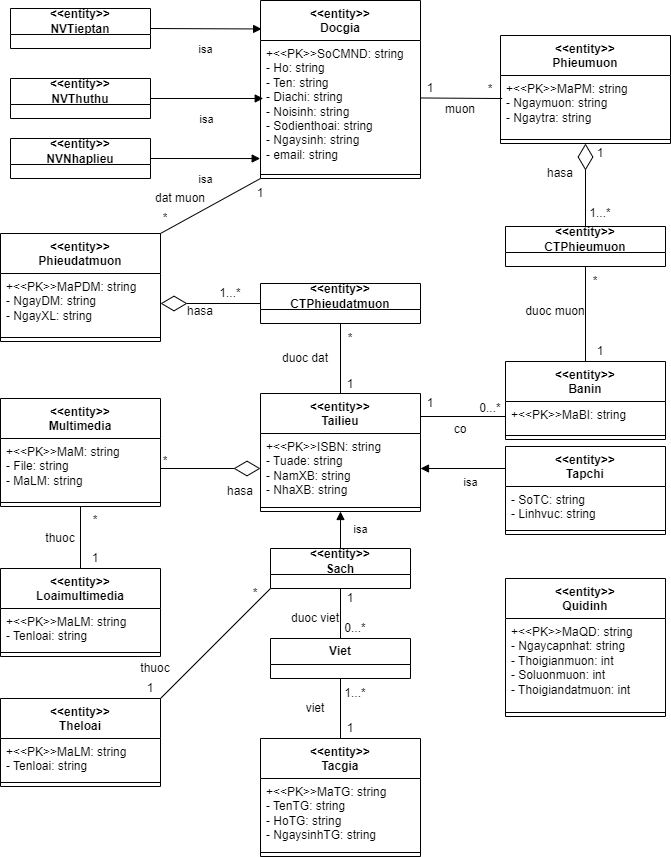 <<entity>>
NVTieptan
isa
<<entity>>
NVThuthu
isa
<<entity>>
NVNhaplieu
isa
<<entity>>
Docgia
+<<PK>>SoCMND: string
- Ho: string
- Ten: string
- Diachi: string
- Noisinh: string
- Sodienthoai: string
- Ngaysinh: string
- email: string
1
*
muon
<<entity>>
Phieumuon
+<<PK>>MaPM: string
- Ngaymuon: string
- Ngaytra: string
1
hasa
1...*
<<entity>>
CTPhieumuon
*
duoc muon
1
dat muon
1
*
<<entity>>
Phieudatmuon
+<<PK>>MaPDM: string
- NgayDM: string
- NgayXL: string
1...*
hasa
<<entity>>
CTPhieudatmuon
*
duoc dat
1
<<entity>>
Banin
+<<PK>>MaBI: string
<<entity>>
Tailieu
+<<PK>>ISBN: string
- Tuade: string
- NamXB: string
- NhaXB: string
1
0...*
co
<<entity>>
Multimedia
+<<PK>>MaM: string
- File: string
- MaLM: string
*
hasa
<<entity>>
Tapchi
- SoTC: string
- Linhvuc: string
isa
*
thuoc
1
<<entity>>
Loaimultimedia
+<<PK>>MaLM: string
- Tenloai: string
isa
<<entity>>
Sach
*
thuoc
1
1
duoc viet
0...*
Viet
1...*
viet
1
<<entity>>
Quidinh
+<<PK>>MaQD: string
- Ngaycapnhat: string
- Thoigianmuon: int
- Soluonmuon: int
- Thoigiandatmuon: int
<<entity>>
Theloai
+<<PK>>MaLM: string
- Tenloai: string
<<entity>>
Tacgia
+<<PK>>MaTG: string
- TenTG: string
- HoTG: string
- NgaysinhTG: string